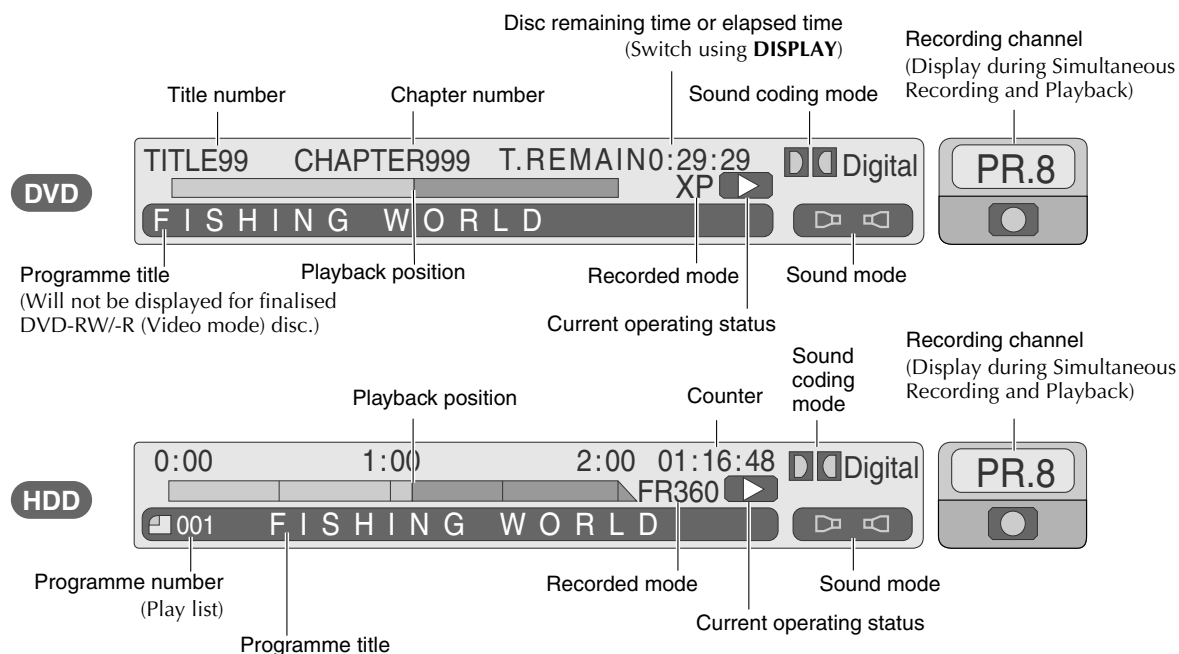 Disc remaining time or elapsed time
(Switch using DISPLAY)
Recording channel
(Display during Simultaneous
Recording and Playback)
Title number
Chapter number
Sound coding mode
DVD
TITLE99 CHAPTER999 T.REMAIN0:29:29
Digital
XP
FISHING WORLD
PR.8
Programme title
(Will not be displayed for finalised
DVD-RW/-R (Video mode) disc.)
Playback position
Recorded mode
Sound mode
Current operating status
Recording channel
(Display during Simultaneous
Recording and Playback)
Sound
coding
mode
Playback position
Counter
HDD
0:00 1:00 2:00 01:16:48
Digital
FR360
001 FISHING WORLD
PR.8
Programme number
(Play list)
Recorded mode
Sound mode
Current operating status
Programme title